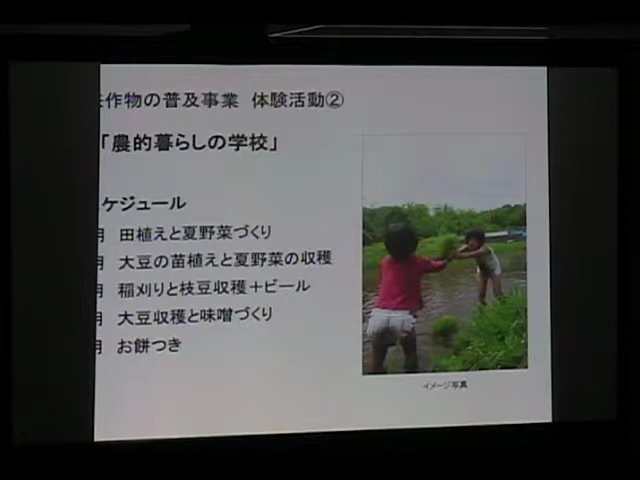 作物の普及事業 体験活動②
「農的暮らしの学校」
ケジュール
月 田植えと夏野菜づくり
月 大豆の苗植えと夏野菜の収穫
月 稲刈りと枝豆収穫＋ビール
月 大豆収穫と味噌づくり
月 お餅つき
イメージ写真